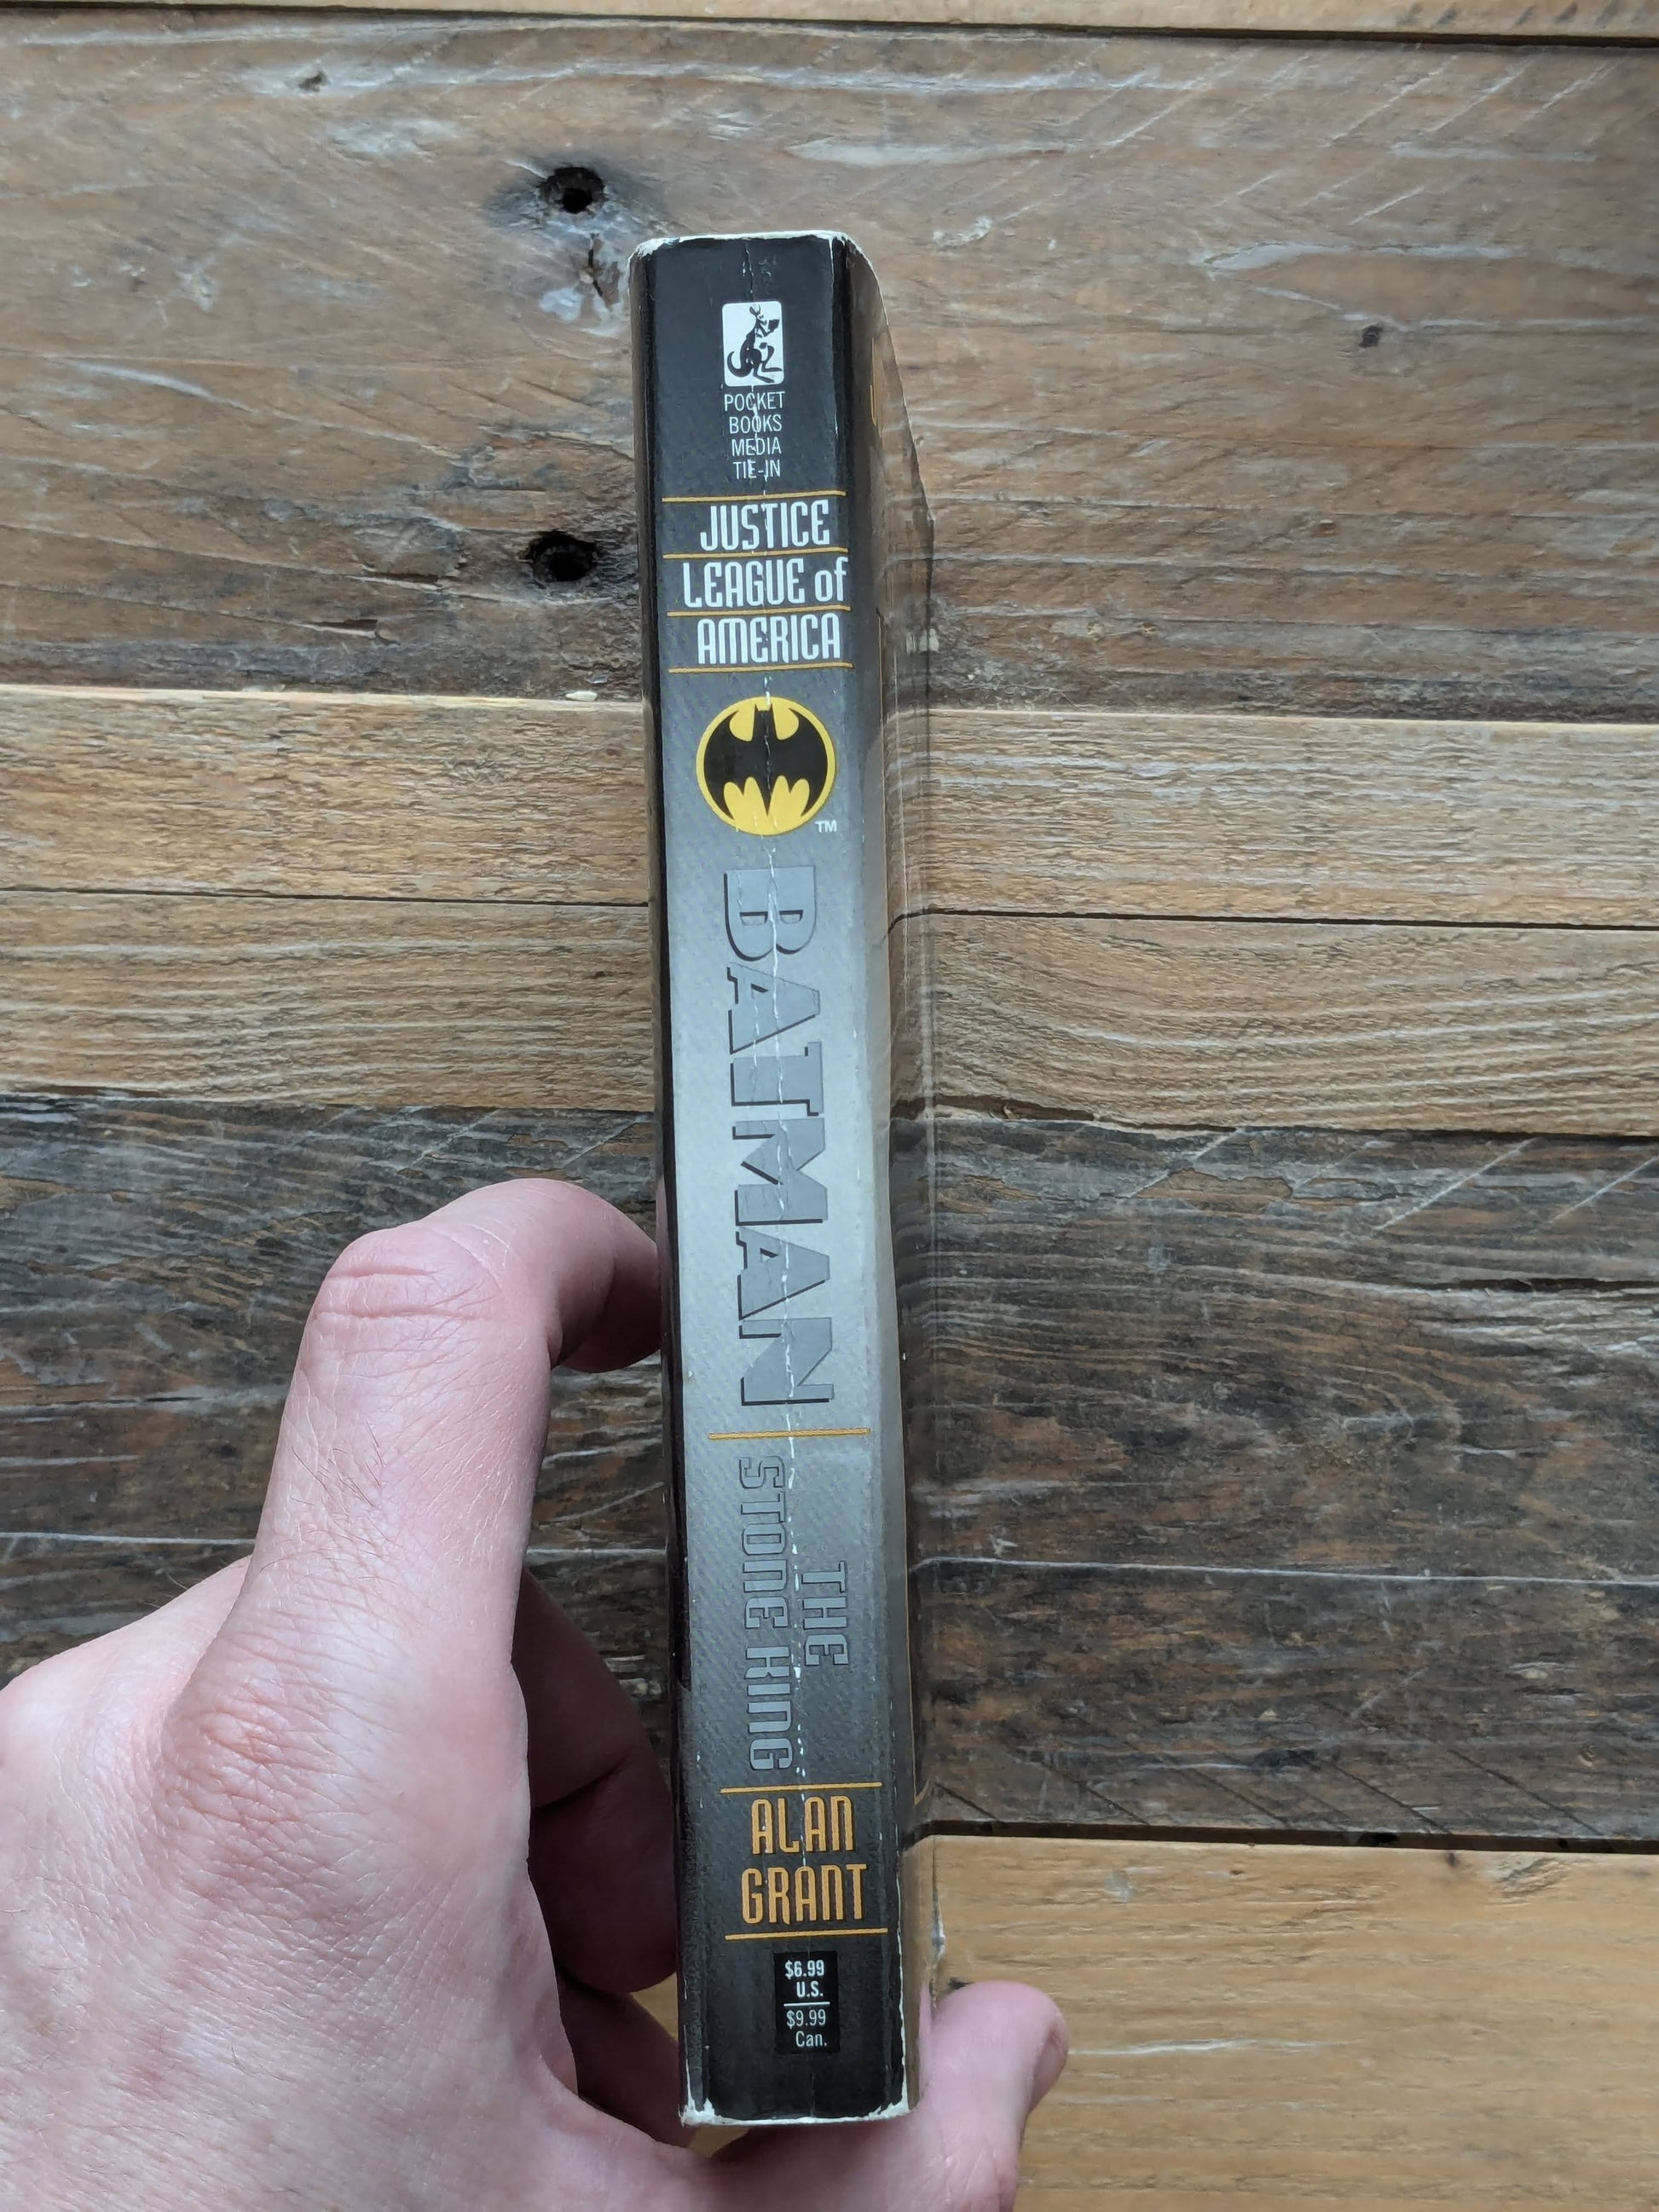 POCKET
BOOKS
MEDIA
TIE-IN
JUSTICE
LEAGUE of
AMERICA
TM
BATMAN
THE
STONE KING
ALAN
GRANT
$6.99
U.S.
$9.99
Can.